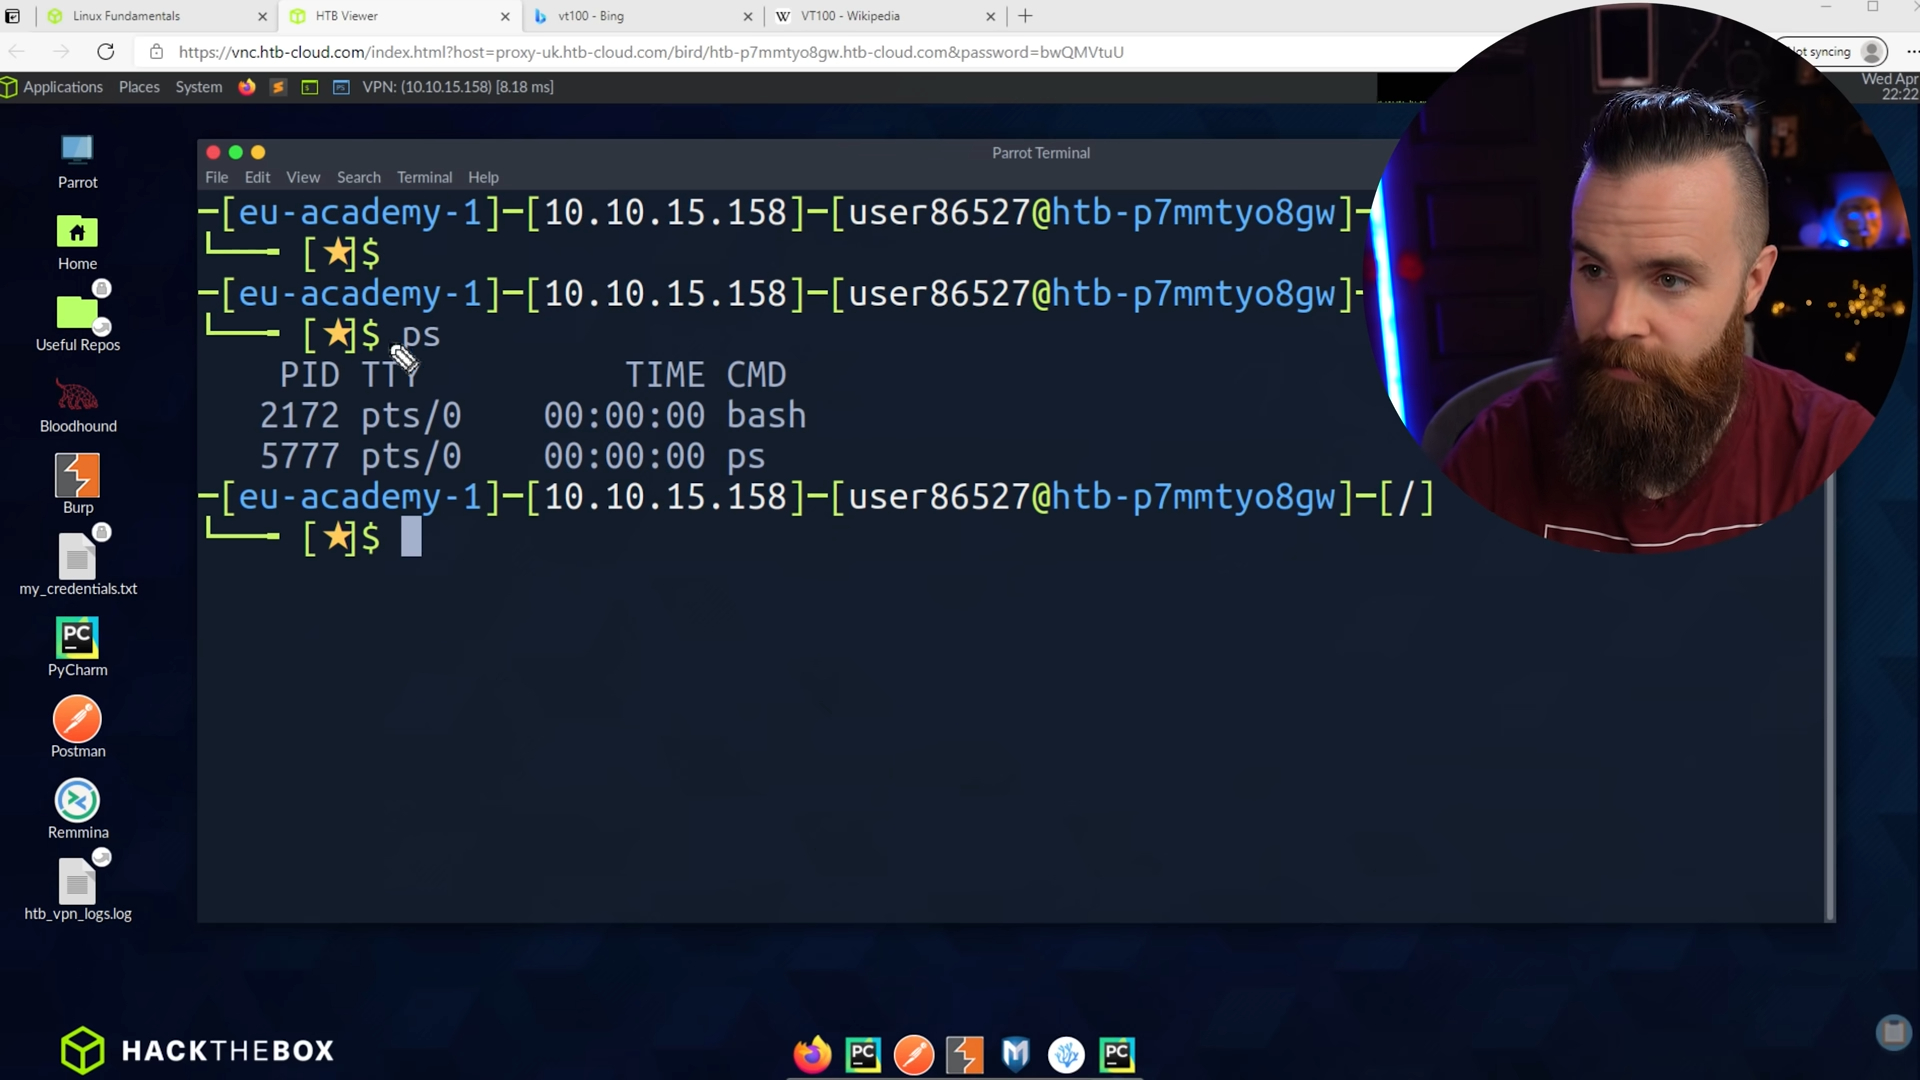 Linux Fundamentals
HTB Viewer
vt100 - Bing
W VT100 - Wikipedia
https://vnc.htb-cloud.com/index.html?host=proxy-uk.htb-cloud.com/bird/htb-p7mmtyo8gw.htb-cloud.com&password=bwQMVtuU
Not syncing
Applications Places System VPN: (10.10.15.158) [8.18 ms]
Wed Apr
22:22
Parrot Terminal
File Edit View Search Terminal Help
─[eu-academy-1]─[10.10.15.158]─[user86527@htb-p7mmtyo8gw]─
└── [★]$
─[eu-academy-1]─[10.10.15.158]─[user86527@htb-p7mmtyo8gw]─
└── [★]$ ps
PID TTY TIME CMD
2172 pts/0 00:00:00 bash
5777 pts/0 00:00:00 ps
─[eu-academy-1]─[10.10.15.158]─[user86527@htb-p7mmtyo8gw]─[/]
└── [★]$
Parrot
Home
Useful Repos
Bloodhound
Burp
my_credentials.txt
PC
PyCharm
Postman
Remmina
htb_vpn_logs.log
HACKTHEBOX
PC
PC